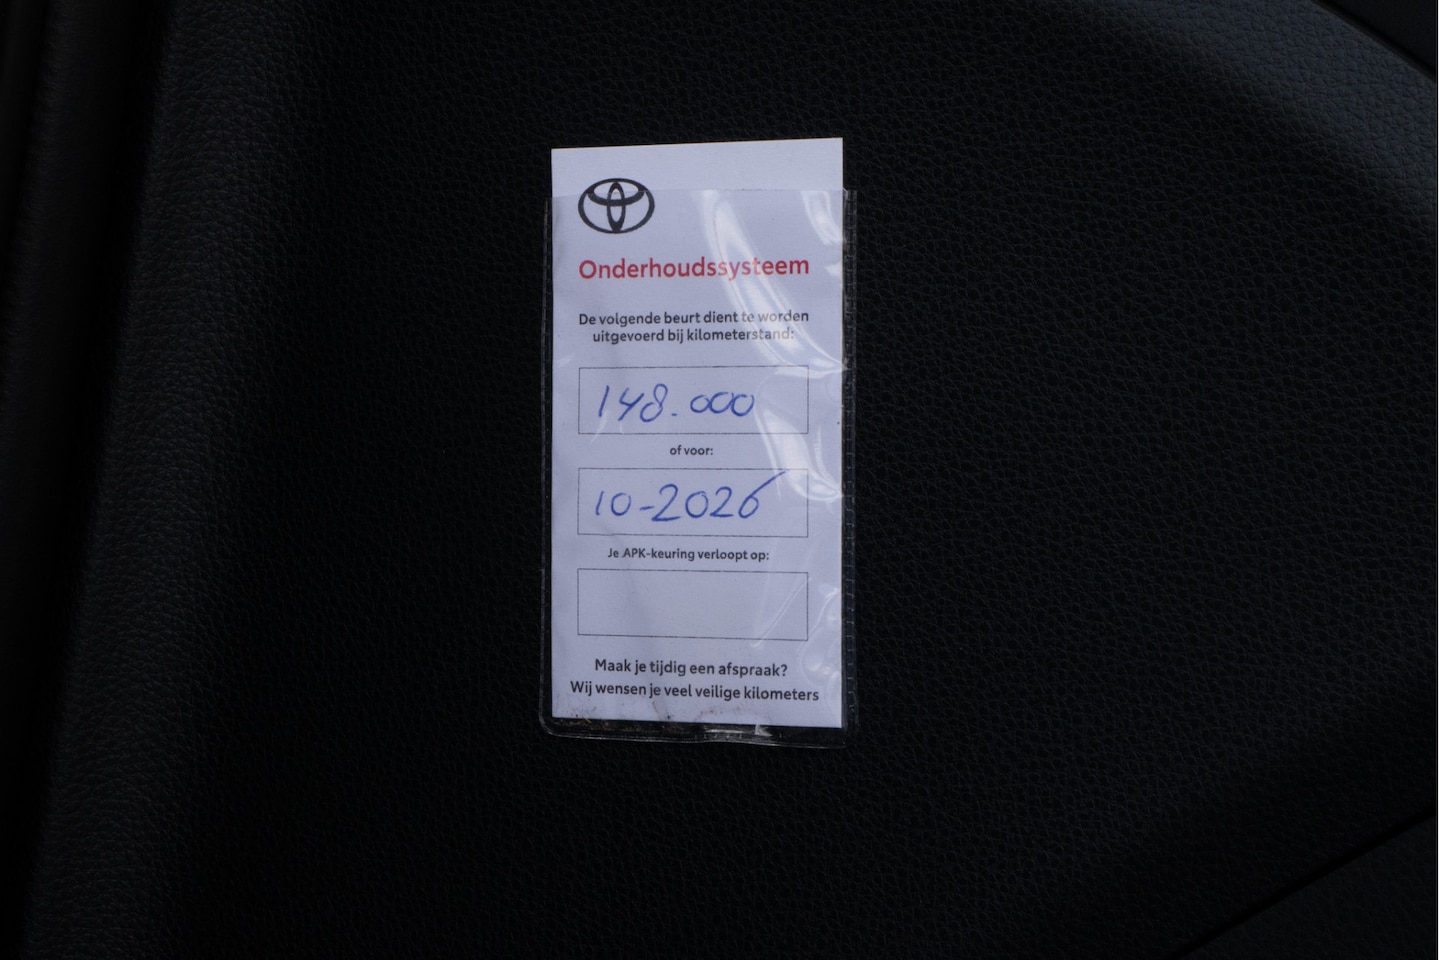 Onderhoudssysteem
De volgende beurt dient te worden
uitgevoerd bij kilometerstand:
148.000
of voor:
10-2026
Je APK-keuring verloopt op:
Maak je tijdig een afspraak?
Wij wensen je veel veilige kilometers